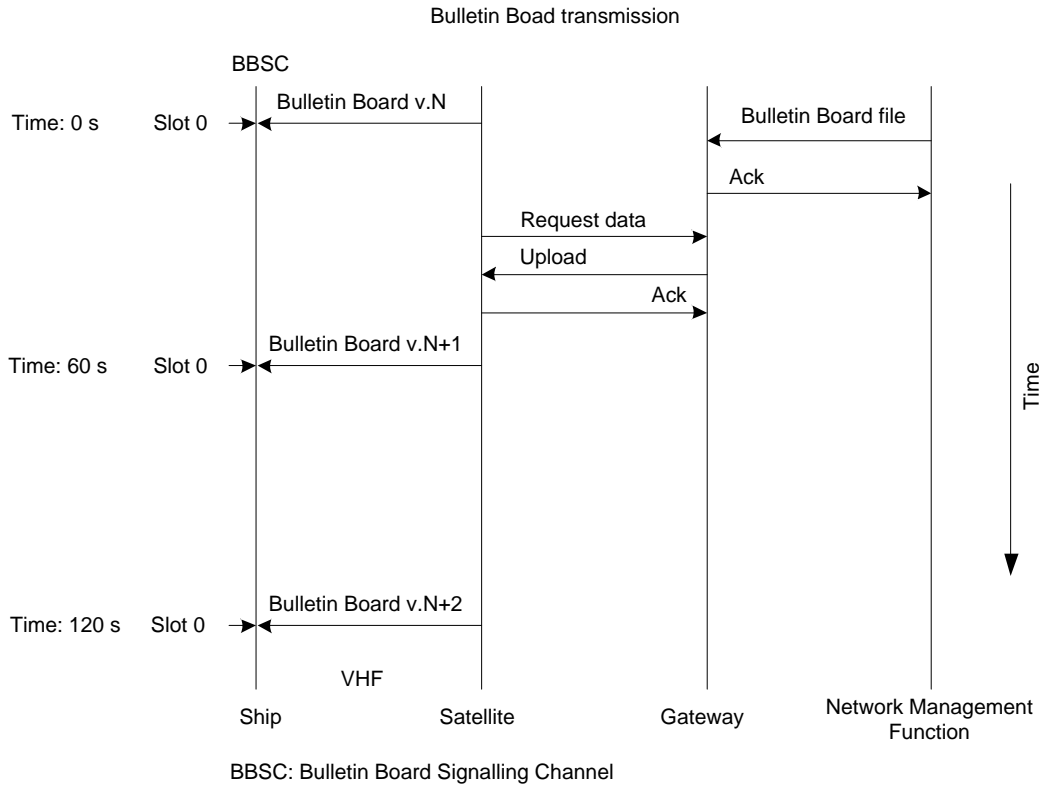 Bulletin Boad transmission
BBSC
Bulletin Board v.N
Time: 0 s
Slot 0
Bulletin Board file
Ack
Request data
Upload
Ack
Bulletin Board v.N+1
Time: 60 s
Slot 0
Time
Bulletin Board v.N+2
Time: 120 s
Slot 0
VHF
Ship
Satellite
Gateway
Network Management
Function
BBSC: Bulletin Board Signalling Channel